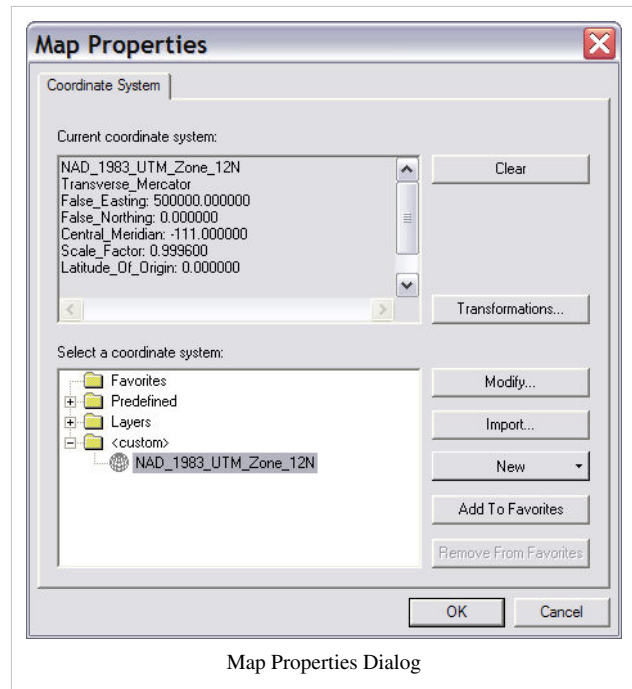 Map Properties
Coordinate System
Current coordinate system:
NAD_1983_UTM_Zone_12N
Transverse_Mercator
False_Easting: 500000.000000
False_Northing: 0.000000
Central_Meridian: -111.000000
Scale_Factor: 0.999600
Latitude_Of_Origin: 0.000000
Clear
Transformations...
Select a coordinate system:
Favorites
Predefined
Layers
<custom>
NAD_1983_UTM_Zone_12N
Modify...
Import...
New
Add To Favorites
Remove From Favorites
OK
Cancel
Map Properties Dialog